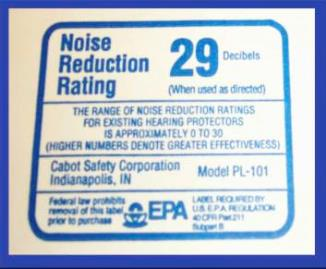 Noise
Reduction
Rating
29 Decibels
(When used as directed)
THE RANGE OF NOISE REDUCTION RATINGS
FOR EXISTING HEARING PROTECTORS
IS APPROXIMATELY 0 TO 30
(HIGHER NUMBERS DENOTE GREATER EFFECTIVENESS)
Cabot Safety Corporation
Indianapolis, IN
Model PL-101
Federal law prohibits
removal of this label
prior to purchase
EPA
LABEL REQUIRED BY
U.S. E.P.A. REGULATION
40 CFR Part 211
Subpart B